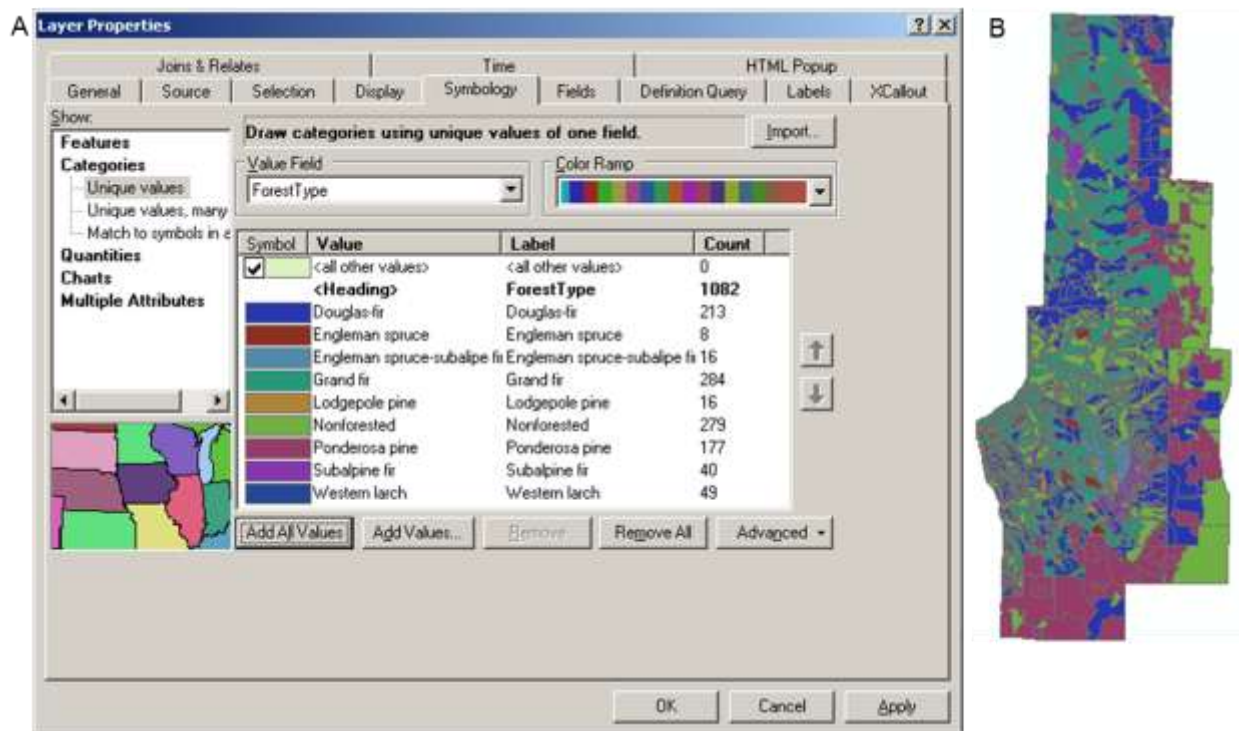 A
Layer Properties
B
Joins & Relates Time HTML Popup
General Source Selection Display Symbology Fields Definition Query Labels XCallout
Show:
Features
Categories
Unique values
Unique values, many
Match to symbols in a
Quantities
Charts
Multiple Attributes
Draw categories using unique values of one field.
Import...
Value Field
ForestType
Color Ramp
Symbol Value Label Count
<all other values> <all other values> 0
<Heading> ForestType 1082
Douglas-fir Douglas-fir 213
Engleman spruce Engleman spruce 8
Engleman spruce-subalipe fi Engleman spruce-subalipe fi 16
Grand fir Grand fir 284
Lodgepole pine Lodgepole pine 16
Nonforested Nonforested 279
Ponderosa pine Ponderosa pine 177
Subalpine fir Subalpine fir 40
Western larch Western larch 49
Add All Values Add Values... Remove Remove All Advanced
OK Cancel Apply